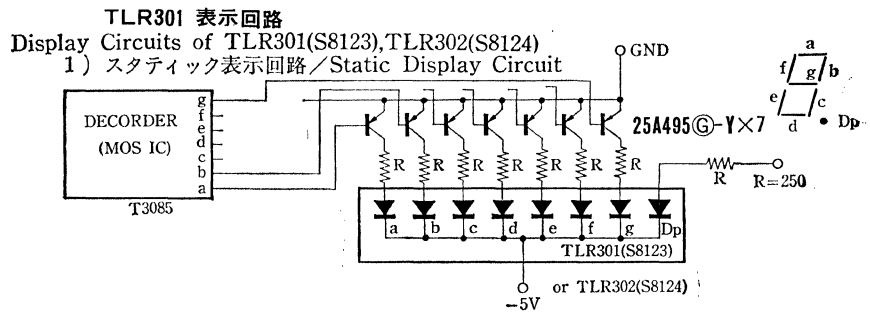 TLR301 表示回路
Display Circuits of TLR301(S8123),TLR302(S8124)
1) スタティック表示回路/Static Display Circuit
GND
a
f g b
e c
d Dp
DECORDER
(MOS IC)
g
f
e
d
c
b
a
T3085
25A495Ⓖ-Y×7
R R R R R R R
R R=250
a b c d e f g Dp
TLR301(S8123)
-5V
or TLR302(S8124)